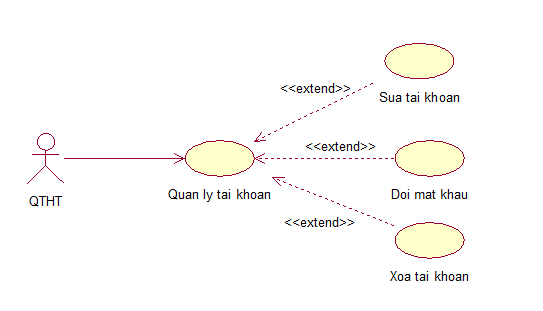 <<extend>>
Sua tai khoan
<<extend>>
QTHT
Quan ly tai khoan
Doi mat khau
<<extend>>
Xoa tai khoan